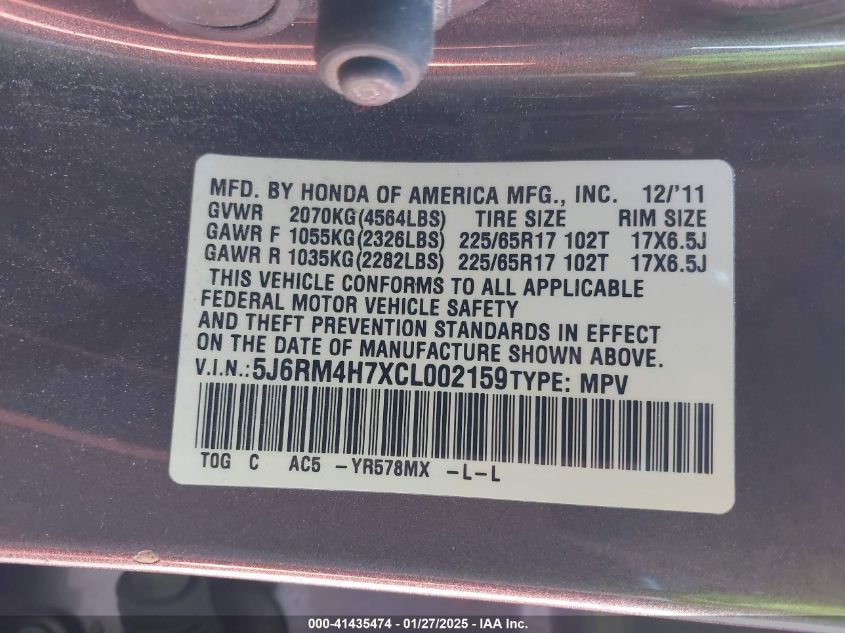 MFD. BY HONDA OF AMERICA MFG., INC. 12/'11
GVWR 2070KG(4564LBS) TIRE SIZE RIM SIZE
GAWR F 1055KG(2326LBS) 225/65R17 102T 17X6.5J
GAWR R 1035KG(2282LBS) 225/65R17 102T 17X6.5J
THIS VEHICLE CONFORMS TO ALL APPLICABLE
FEDERAL MOTOR VEHICLE SAFETY
AND THEFT PREVENTION STANDARDS IN EFFECT
ON THE DATE OF MANUFACTURE SHOWN ABOVE.
V.I.N.:5J6RM4H7XCL002159TYPE: MPV
TOG C AC5 -YR578MX -L-L
000-41435474 - 01/27/2025 - IAA Inc.